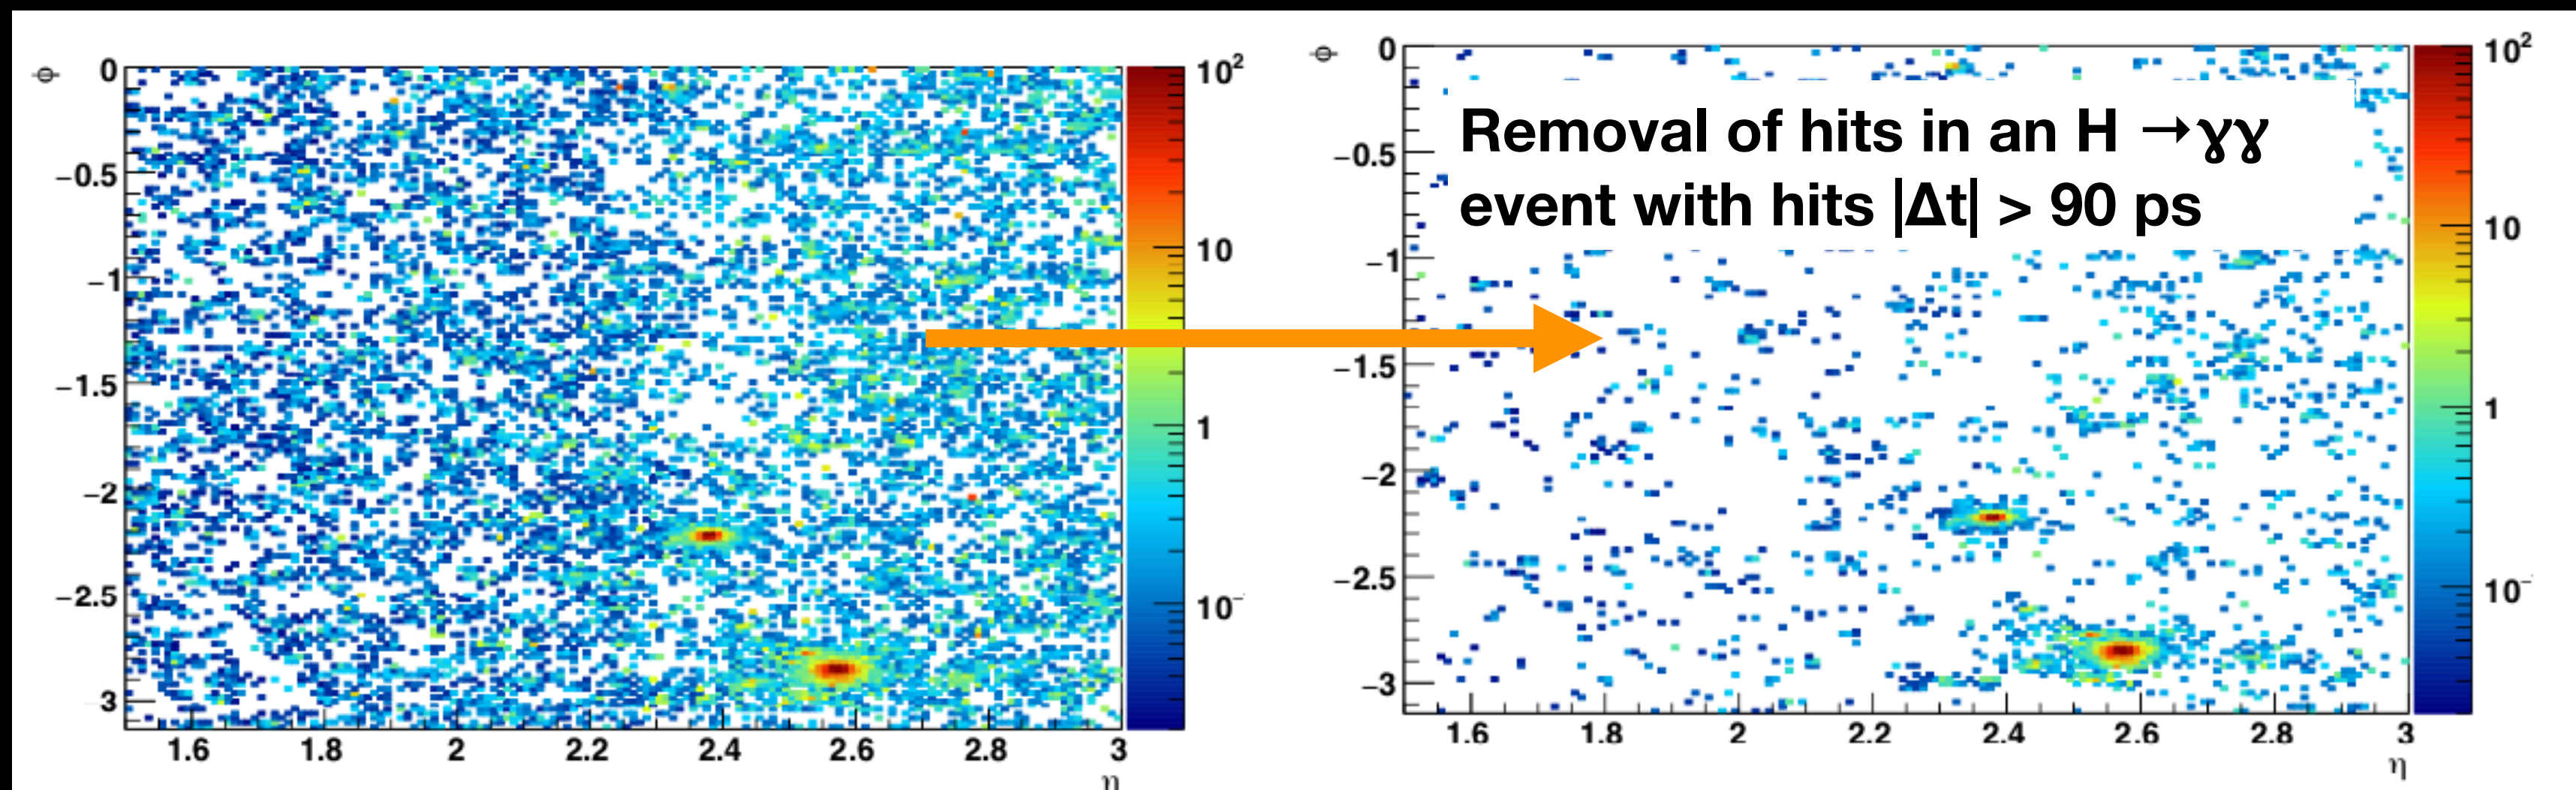 Removal of hits in an H →γγ
event with hits |Δt| > 90 ps
φ
0
−0.5
−1
−1.5
−2
−2.5
3
1.6 1.8 2 2.2 2.4 2.6 2.8 3
η
10²
10
1
10⁻
φ
0
−0.5
−1
−1.5
−2
−2.5
−3
1.6 1.8 2 2.2 2.4 2.6 2.8 3
η
10²
10
1
10⁻